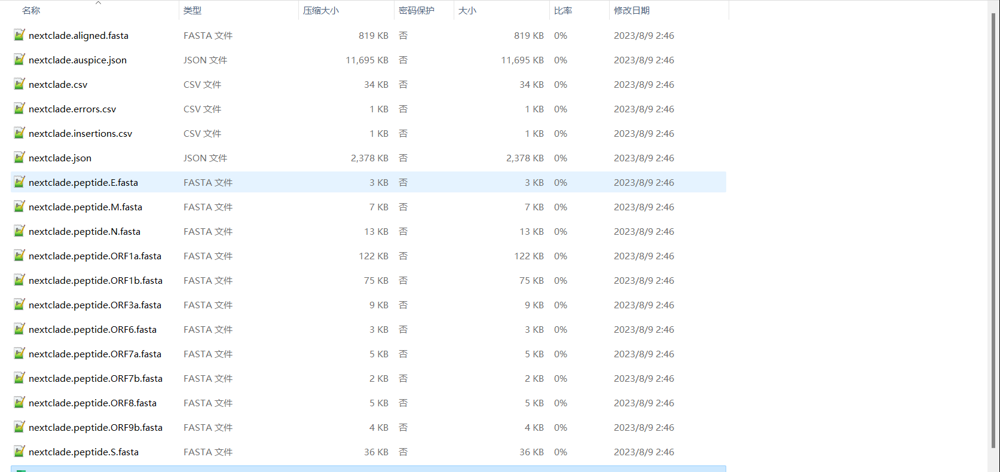 名称 类型 压缩大小 密码保护 大小 比率 修改日期
nextclade.aligned.fasta FASTA 文件 819 KB 否 819 KB 0% 2023/8/9 2:46
nextclade.auspice.json JSON 文件 11,695 KB 否 11,695 KB 0% 2023/8/9 2:46
nextclade.csv CSV 文件 34 KB 否 34 KB 0% 2023/8/9 2:46
nextclade.errors.csv CSV 文件 1 KB 否 1 KB 0% 2023/8/9 2:46
nextclade.insertions.csv CSV 文件 1 KB 否 1 KB 0% 2023/8/9 2:46
nextclade.json JSON 文件 2,378 KB 否 2,378 KB 0% 2023/8/9 2:46
nextclade.peptide.E.fasta FASTA 文件 3 KB 否 3 KB 0% 2023/8/9 2:46
nextclade.peptide.M.fasta FASTA 文件 7 KB 否 7 KB 0% 2023/8/9 2:46
nextclade.peptide.N.fasta FASTA 文件 13 KB 否 13 KB 0% 2023/8/9 2:46
nextclade.peptide.ORF1a.fasta FASTA 文件 122 KB 否 122 KB 0% 2023/8/9 2:46
nextclade.peptide.ORF1b.fasta FASTA 文件 75 KB 否 75 KB 0% 2023/8/9 2:46
nextclade.peptide.ORF3a.fasta FASTA 文件 9 KB 否 9 KB 0% 2023/8/9 2:46
nextclade.peptide.ORF6.fasta FASTA 文件 3 KB 否 3 KB 0% 2023/8/9 2:46
nextclade.peptide.ORF7a.fasta FASTA 文件 5 KB 否 5 KB 0% 2023/8/9 2:46
nextclade.peptide.ORF7b.fasta FASTA 文件 2 KB 否 2 KB 0% 2023/8/9 2:46
nextclade.peptide.ORF8.fasta FASTA 文件 5 KB 否 5 KB 0% 2023/8/9 2:46
nextclade.peptide.ORF9b.fasta FASTA 文件 4 KB 否 4 KB 0% 2023/8/9 2:46
nextclade.peptide.S.fasta FASTA 文件 36 KB 否 36 KB 0% 2023/8/9 2:46